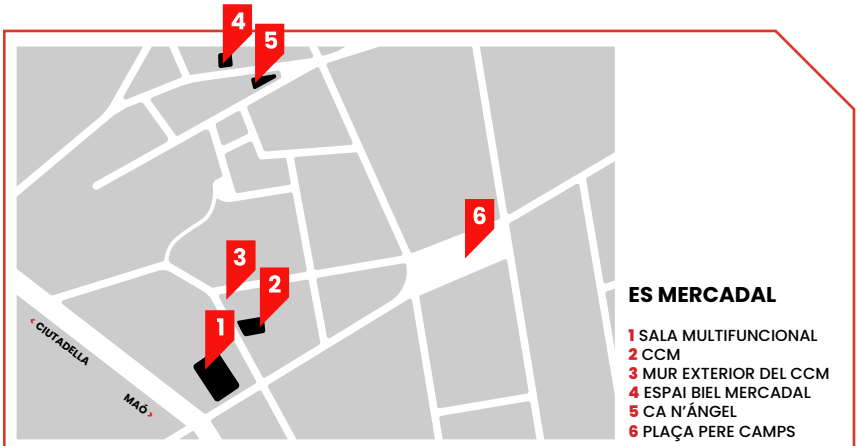 4
5
6
3
2
1
‹ CIUTADELLA
MAÓ ›
ES MERCADAL
1 SALA MULTIFUNCIONAL
2 CCM
3 MUR EXTERIOR DEL CCM
4 ESPAI BIEL MERCADAL
5 CA N’ÁNGEL
6 PLAÇA PERE CAMPS